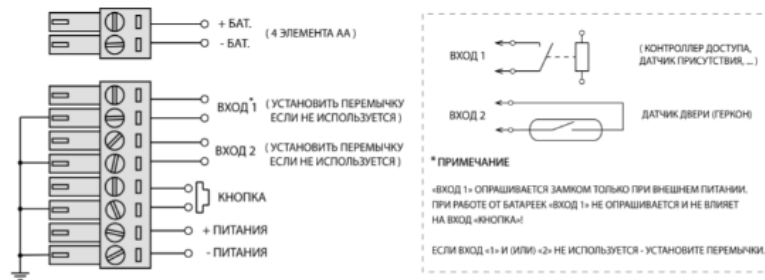 + БАТ.
- БАТ.
( 4 ЭЛЕМЕНТА АА )
ВХОД 1*
( УСТАНОВИТЬ ПЕРЕМЫЧКУ
ЕСЛИ НЕ ИСПОЛЬЗУЕТСЯ )
ВХОД 2
( УСТАНОВИТЬ ПЕРЕМЫЧКУ
ЕСЛИ НЕ ИСПОЛЬЗУЕТСЯ )
КНОПКА
+ ПИТАНИЯ
- ПИТАНИЯ
ВХОД 1
( КОНТРОЛЛЕР ДОСТУПА,
ДАТЧИК ПРИСУТСТВИЯ, ... )
ВХОД 2
ДАТЧИК ДВЕРИ (ГЕРКОН)
* ПРИМЕЧАНИЕ
«ВХОД 1» ОПРАШИВАЕТСЯ ЗАМКОМ ТОЛЬКО ПРИ ВНЕШНЕМ ПИТАНИИ.
ПРИ РАБОТЕ ОТ БАТАРЕЕК «ВХОД 1» НЕ ОПРАШИВАЕТСЯ И НЕ ВЛИЯЕТ
НА ВХОД «КНОПКА»!
ЕСЛИ ВХОД «1» И (ИЛИ) «2» НЕ ИСПОЛЬЗУЕТСЯ - УСТАНОВИТЕ ПЕРЕМЫЧКИ.